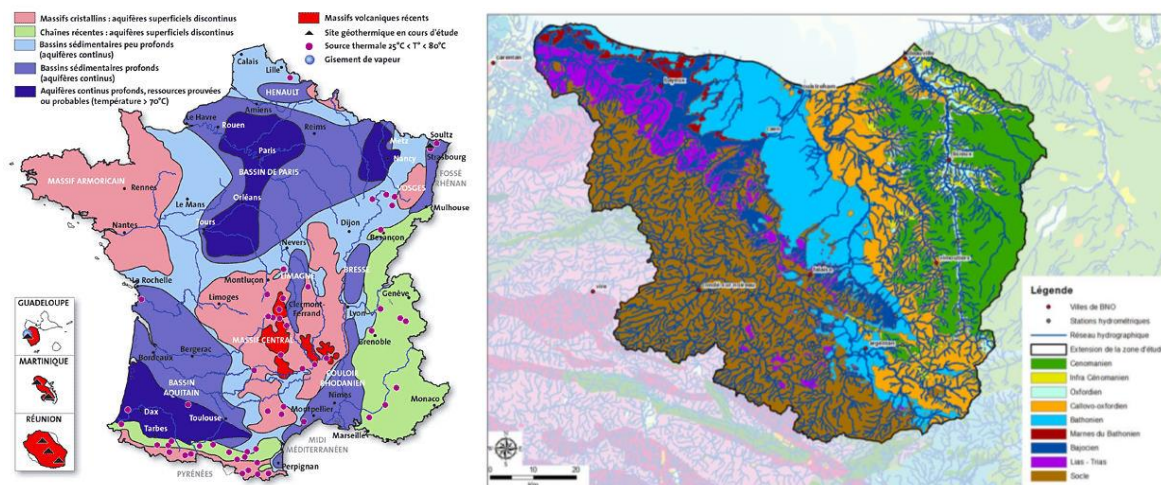 Massifs cristallins : aquifères superficiels discontinus
Chaînes récentes : aquifères superficiels discontinus
Bassins sédimentaires peu profonds
(aquifères continus)
Bassins sédimentaires profonds
(aquifères continus)
Aquifères continus profonds, ressources prouvées
ou probables (température > 70°C)
Massifs volcaniques récents
Site géothermique en cours d'étude
Source thermale 25°C < T° < 80°C
Gisement de vapeur
Calais
Lille
HENAULT
Amiens
Le Havre
Rouen
Reims
Paris
BASSIN DE PARIS
Metz
Nancy
Soultz
Strasbourg
FOSSÉ
RHÉNAN
VOSGES
MASSIF ARMORICAIN
Rennes
Le Mans
Orléans
Tours
Mulhouse
Nantes
Dijon
Besançon
Nevers
BRESSE
La Rochelle
Montluçon
LIMAGNE
Genève
Limoges
Clermont-
Ferrand
Lyon
Grenoble
MASSIF CENTRAL
Bordeaux
Bergerac
COULOIR
RHODANIEN
BASSIN
AQUITAIN
Nimes
Monaco
Dax
Tarbes
Toulouse
Montpellier
Marseille
MIDI
MÉDITERRANÉEN
PYRÉNÉES
Perpignan
GUADELOUPE
MARTINIQUE
RÉUNION
Légende
Villes de BNO
Stations hydrométriques
Réseau hydrographique
Extension de la zone d'étud
Cenomanien
Infra Cénomanien
Oxfordien
Callovo-oxfordien
Bathonien
Marnes du Bathonien
Bajocien
Lias - Trias
Socle
0
10
20